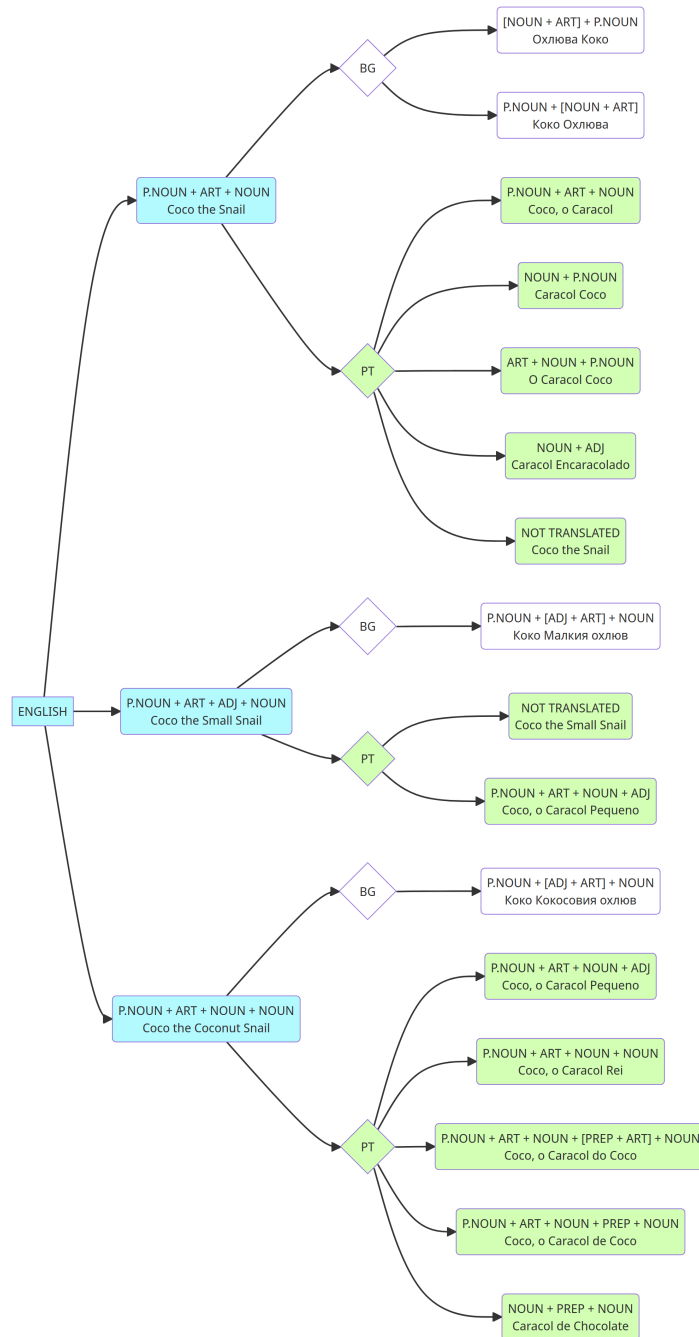 [NOUN + ART] + P.NOUN
Охлюва Коко
BG
P.NOUN + [NOUN + ART]
Коко Охлюва
P.NOUN + ART + NOUN
Coco the Snail
P.NOUN + ART + NOUN
Coco, o Caracol
NOUN + P.NOUN
Caracol Coco
PT
ART + NOUN + P.NOUN
O Caracol Coco
NOUN + ADJ
Caracol Encaracolado
NOT TRANSLATED
Coco the Snail
BG
P.NOUN + [ADJ + ART] + NOUN
Коко Малкия охлюв
ENGLISH
P.NOUN + ART + ADJ + NOUN
Coco the Small Snail
NOT TRANSLATED
Coco the Small Snail
PT
P.NOUN + ART + NOUN + ADJ
Coco, o Caracol Pequeno
BG
P.NOUN + [ADJ + ART] + NOUN
Коко Кокосовия охлюв
P.NOUN + ART + NOUN + NOUN
Coco the Coconut Snail
P.NOUN + ART + NOUN + ADJ
Coco, o Caracol Pequeno
P.NOUN + ART + NOUN + NOUN
Coco, o Caracol Rei
PT
P.NOUN + ART + NOUN + [PREP + ART] + NOUN
Coco, o Caracol do Coco
P.NOUN + ART + NOUN + PREP + NOUN
Coco, o Caracol de Coco
NOUN + PREP + NOUN
Caracol de Chocolate